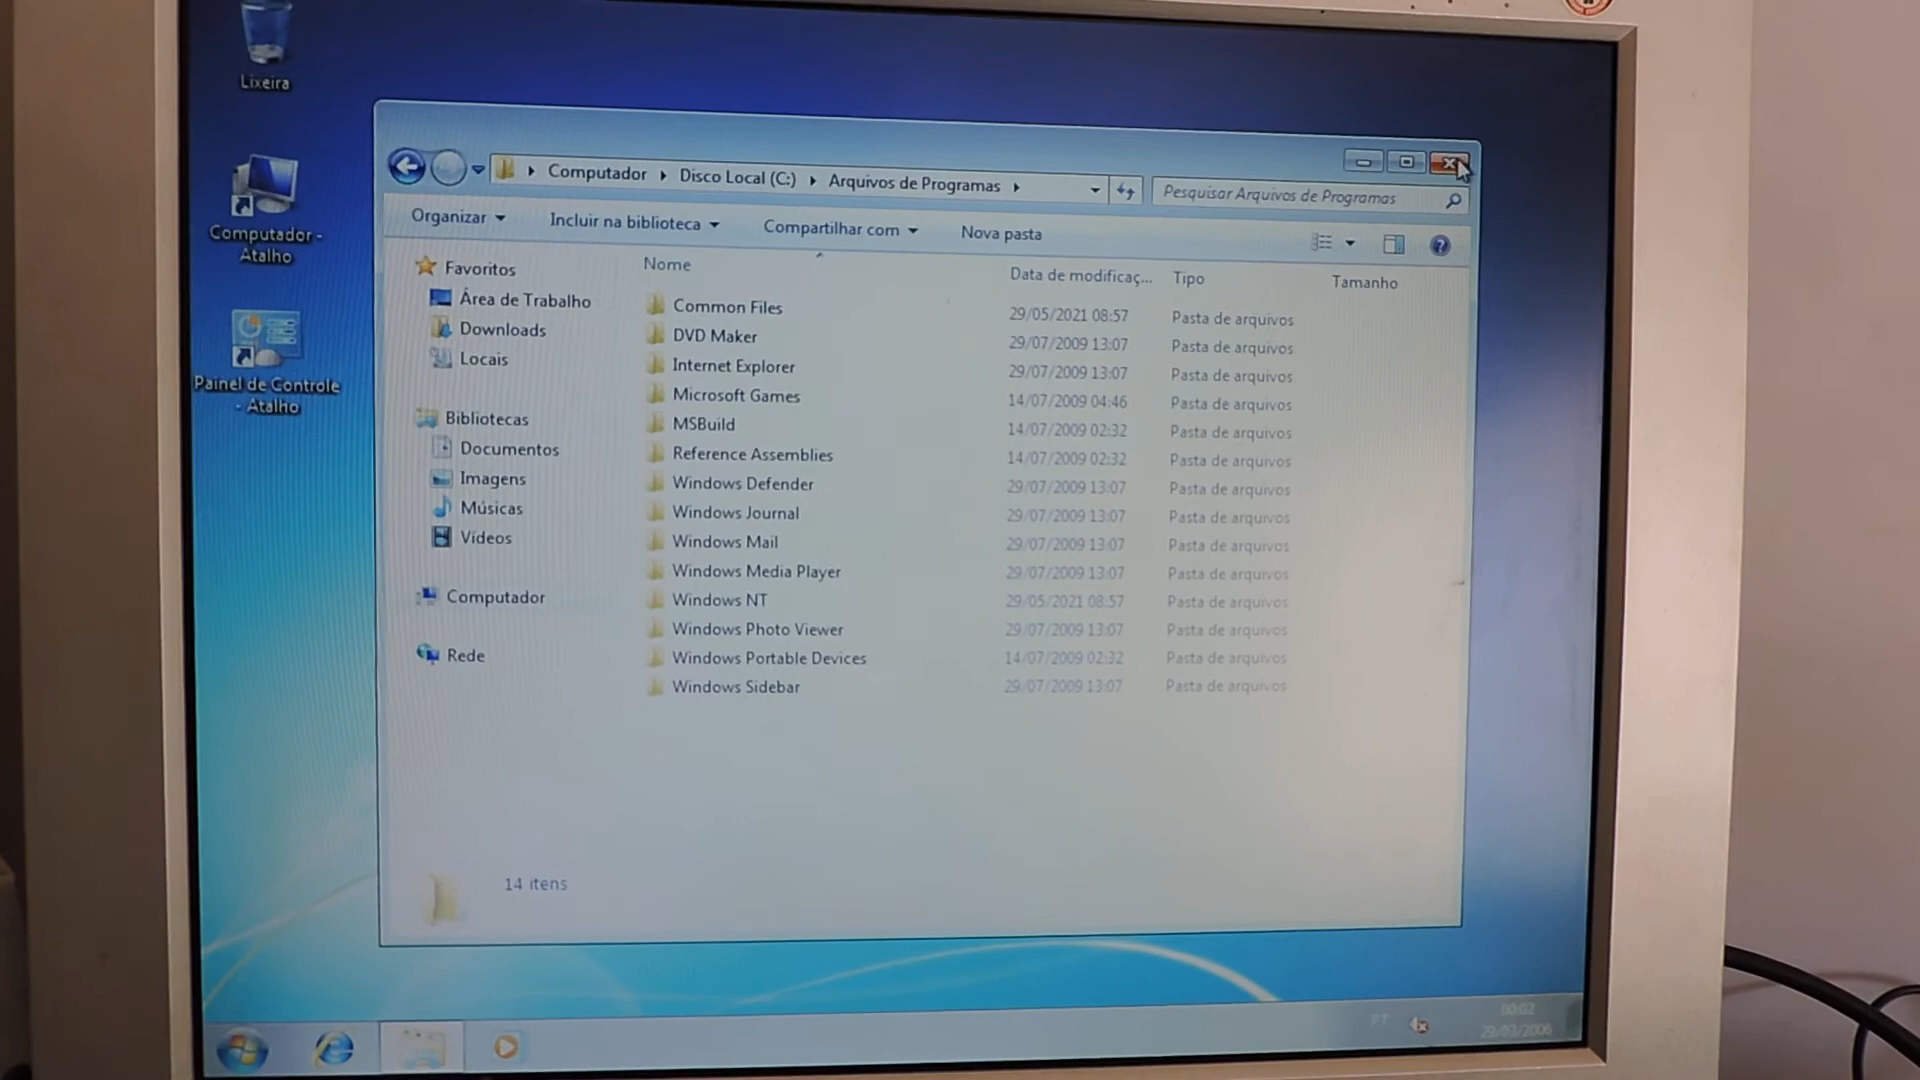 Lixeira
Computador -
Atalho
Painel de Controle
- Atalho
Computador Disco Local (C:) Arquivos de Programas
Pesquisar Arquivos de Programas
Organizar Incluir na biblioteca Compartilhar com Nova pasta
Favoritos
Área de Trabalho
Downloads
Locais
Bibliotecas
Documentos
Imagens
Músicas
Vídeos
Computador
Rede
Nome Data de modificaç... Tipo Tamanho
Common Files 29/05/2021 08:57 Pasta de arquivos
DVD Maker 29/07/2009 13:07 Pasta de arquivos
Internet Explorer 29/07/2009 13:07 Pasta de arquivos
Microsoft Games 14/07/2009 04:46 Pasta de arquivos
MSBuild 14/07/2009 02:32 Pasta de arquivos
Reference Assemblies 14/07/2009 02:32 Pasta de arquivos
Windows Defender 29/07/2009 13:07 Pasta de arquivos
Windows Journal 29/07/2009 13:07 Pasta de arquivos
Windows Mail 29/07/2009 13:07 Pasta de arquivos
Windows Media Player 29/07/2009 13:07 Pasta de arquivos
Windows NT 29/05/2021 08:57 Pasta de arquivos
Windows Photo Viewer 29/07/2009 13:07 Pasta de arquivos
Windows Portable Devices 14/07/2009 02:32 Pasta de arquivos
Windows Sidebar 29/07/2009 13:07 Pasta de arquivos
14 itens
PT
00:02
29/03/2006